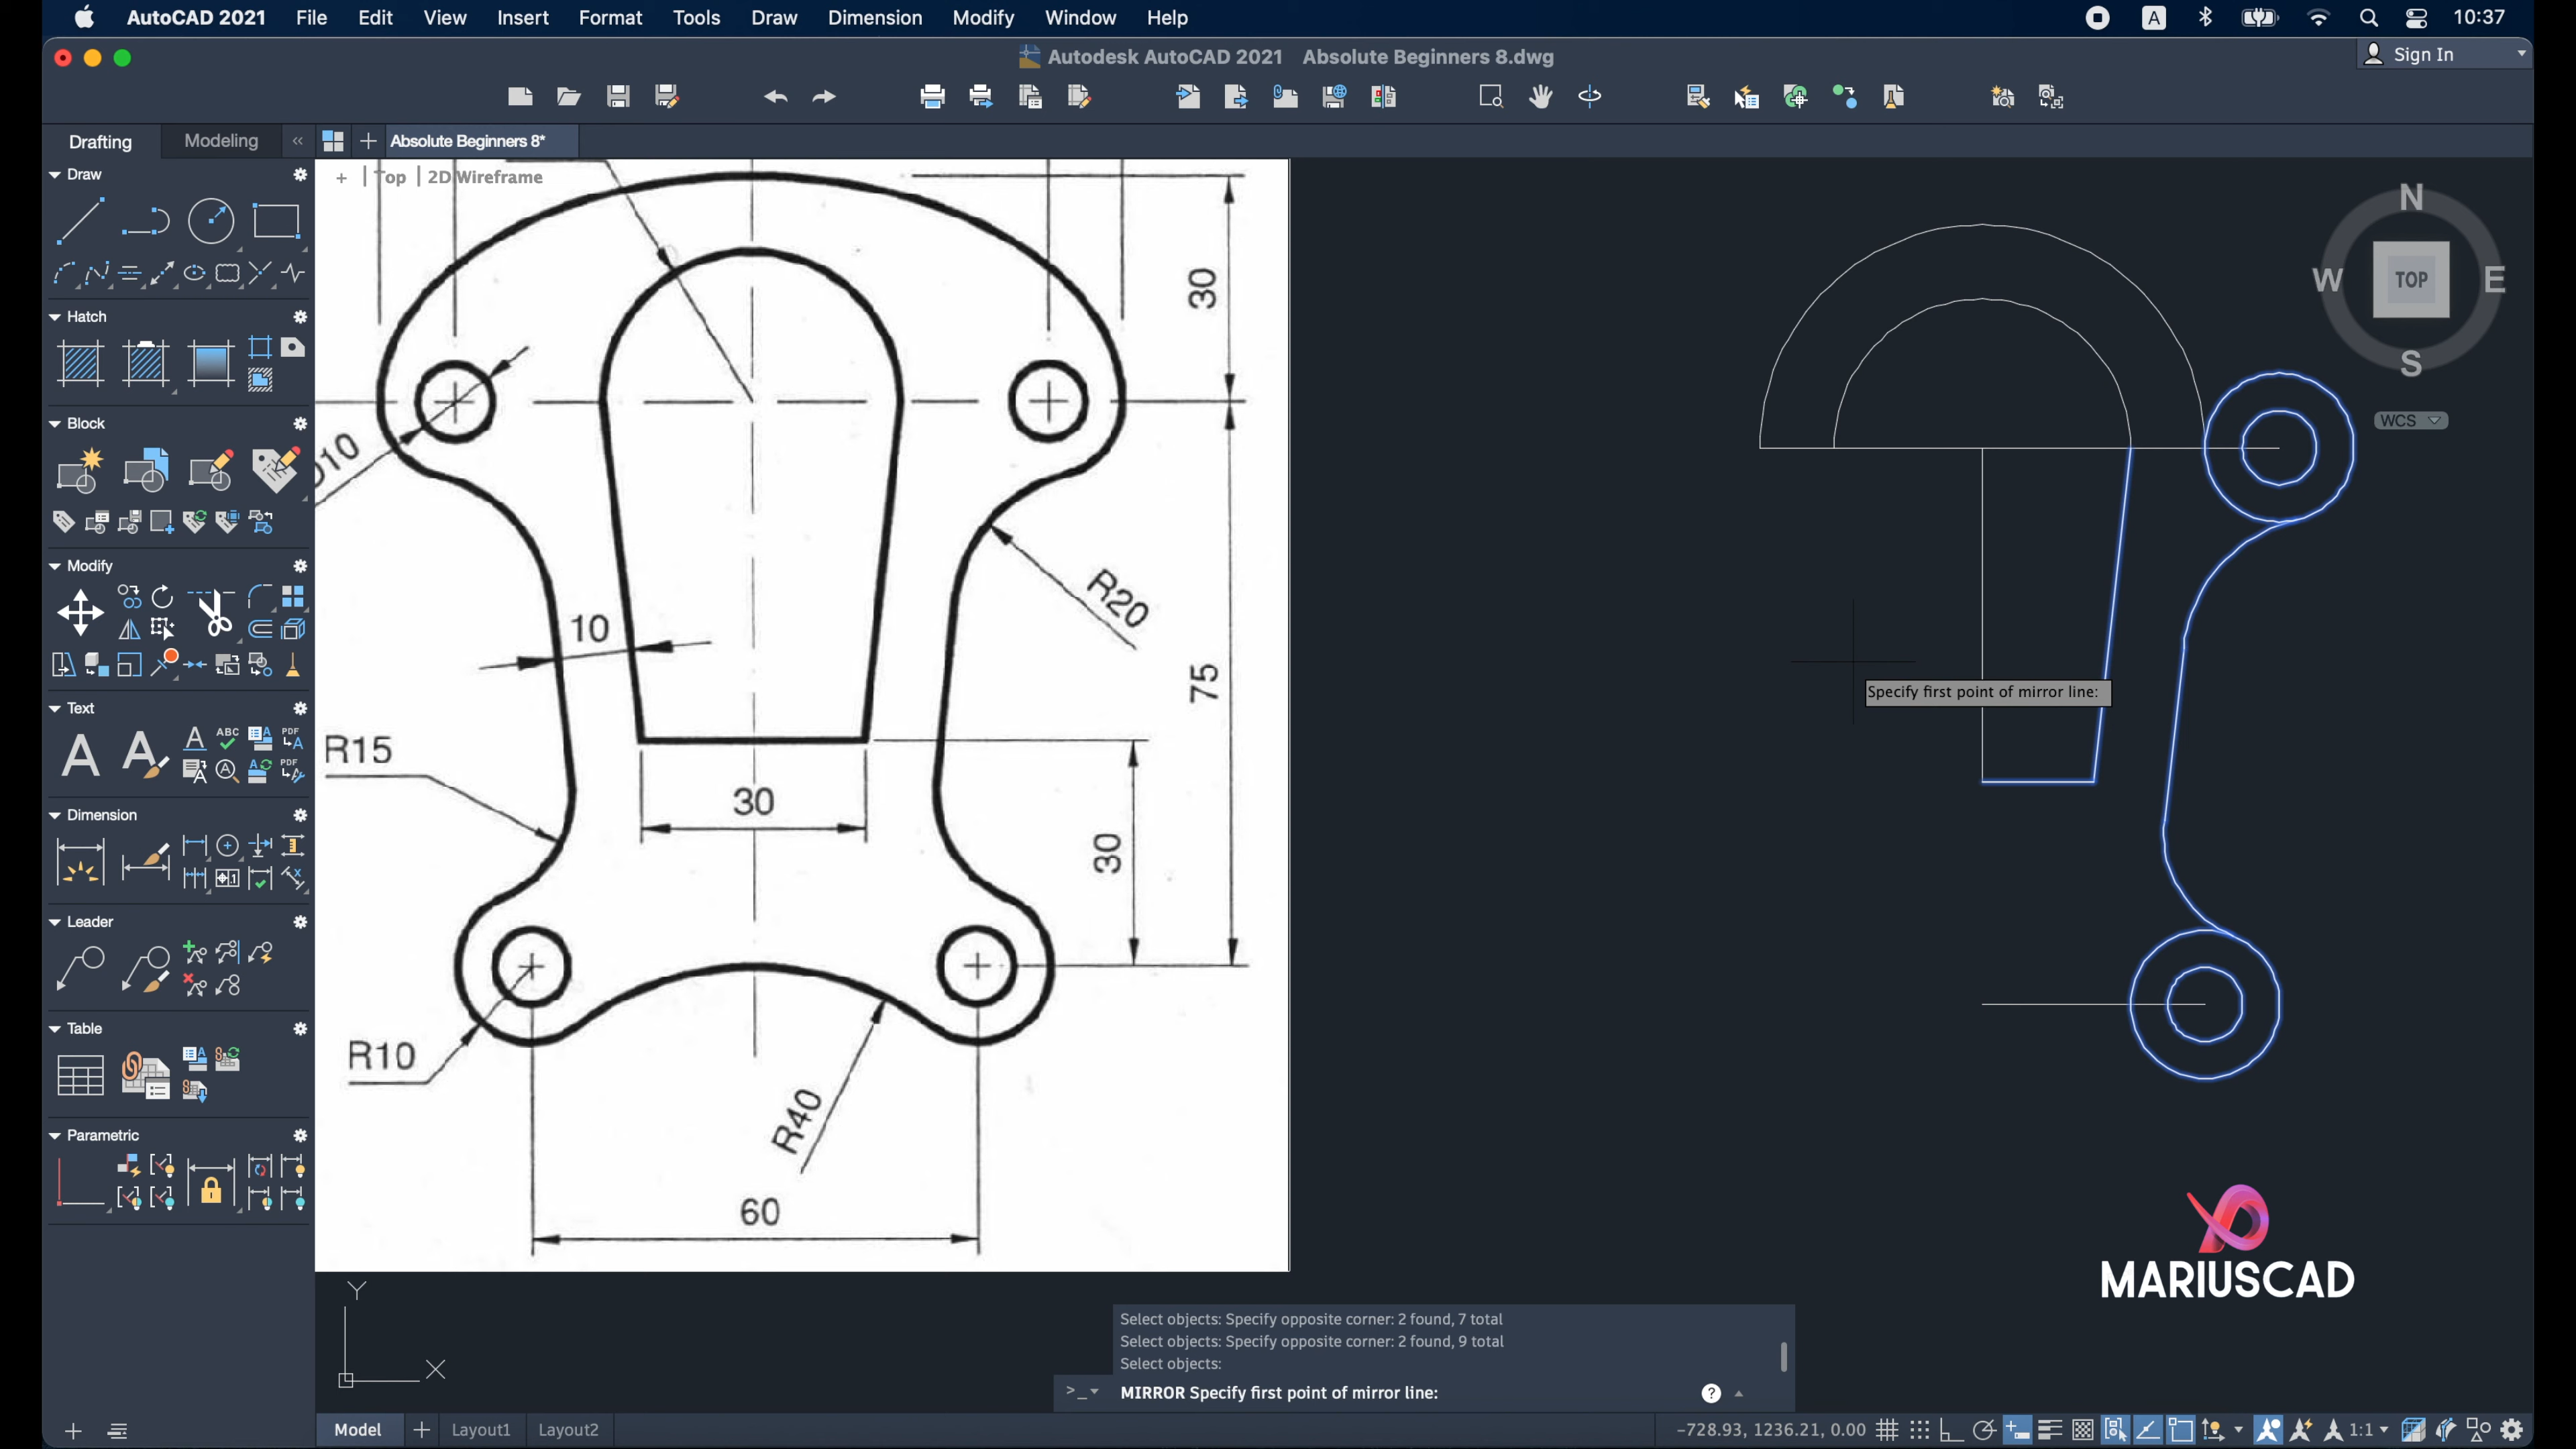 AutoCAD 2021 File Edit View Insert Format Tools Draw Dimension Modify Window Help A 10:37
Autodesk AutoCAD 2021 Absolute Beginners 8.dwg Sign In
Drafting Modeling « Absolute Beginners 8*
+ | Top | 2D Wireframe
Draw
Hatch
Block
Modify
Text
Dimension
Leader
Table
Parametric
30
10
R20
75
R15
30
30
R10
R40
60
N
W TOP E
S
WCS
Specify first point of mirror line:
MARIUSCAD
Y
X
Select objects: Specify opposite corner: 2 found, 7 total
Select objects: Specify opposite corner: 2 found, 9 total
Select objects:
>_ MIRROR Specify first point of mirror line:
Model + Layout1 Layout2 -728.93, 1236.21, 0.00 1:1